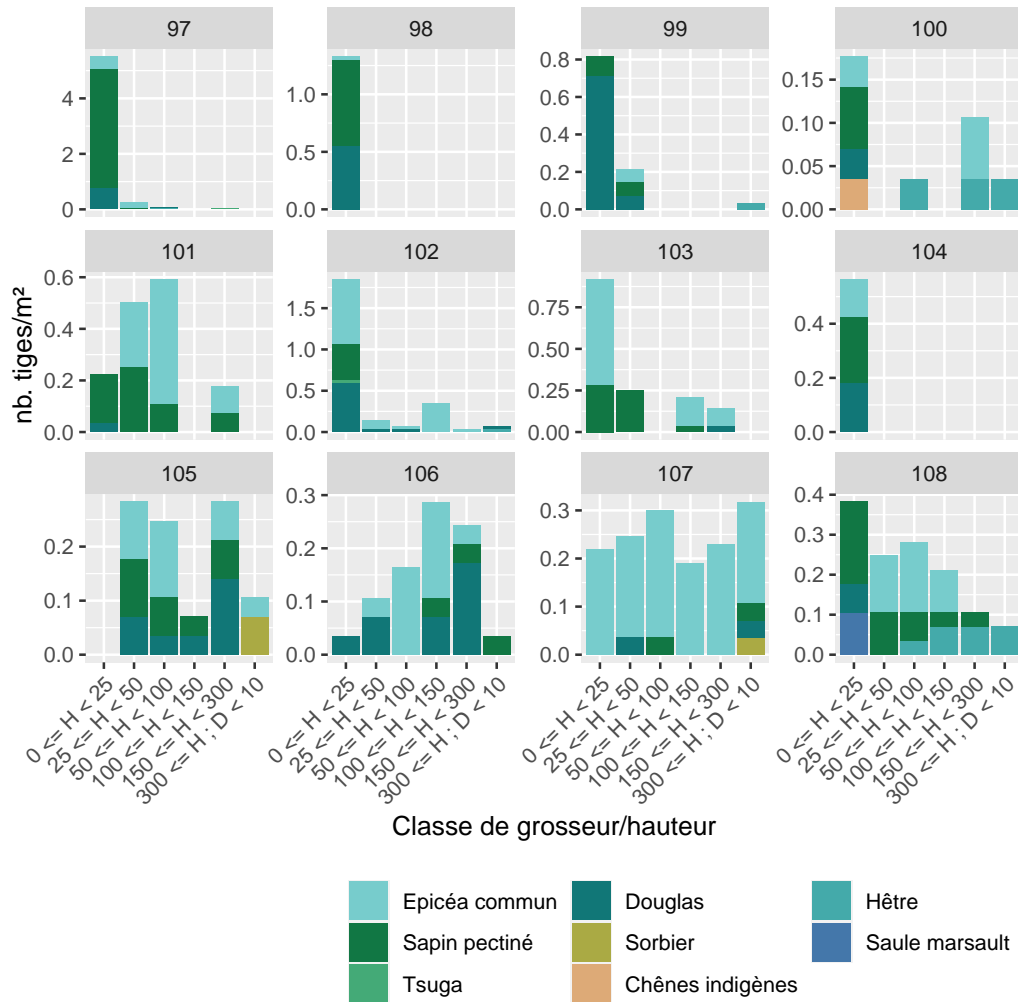 97 98 99 100
4
2
0
1.0
0.5
0.0
0.8
0.6
0.4
0.2
0.0
0.15
0.10
0.05
0.00
101 102 103 104
0.6
0.4
0.2
0.0
1.5
1.0
0.5
0.0
0.75
0.50
0.25
0.00
0.4
0.2
0.0
105 106 107 108
0.2
0.1
0.0
0.3
0.2
0.1
0.0
0.3
0.2
0.1
0.0
0.4
0.3
0.2
0.1
0.0
nb. tiges/m²
0 <= H < 25
25 <= H < 50
50 <= H < 100
100 <= H < 150
150 <= H < 300
300 <= H ; D < 10
0 <= H < 25
25 <= H < 50
50 <= H < 100
100 <= H < 150
150 <= H < 300
300 <= H ; D < 10
0 <= H < 25
25 <= H < 50
50 <= H < 100
100 <= H < 150
150 <= H < 300
300 <= H ; D < 10
0 <= H < 25
25 <= H < 50
50 <= H < 100
100 <= H < 150
150 <= H < 300
300 <= H ; D < 10
Classe de grosseur/hauteur
Epicéa commun
Sapin pectiné
Tsuga
Douglas
Sorbier
Chênes indigènes
Hêtre
Saule marsault